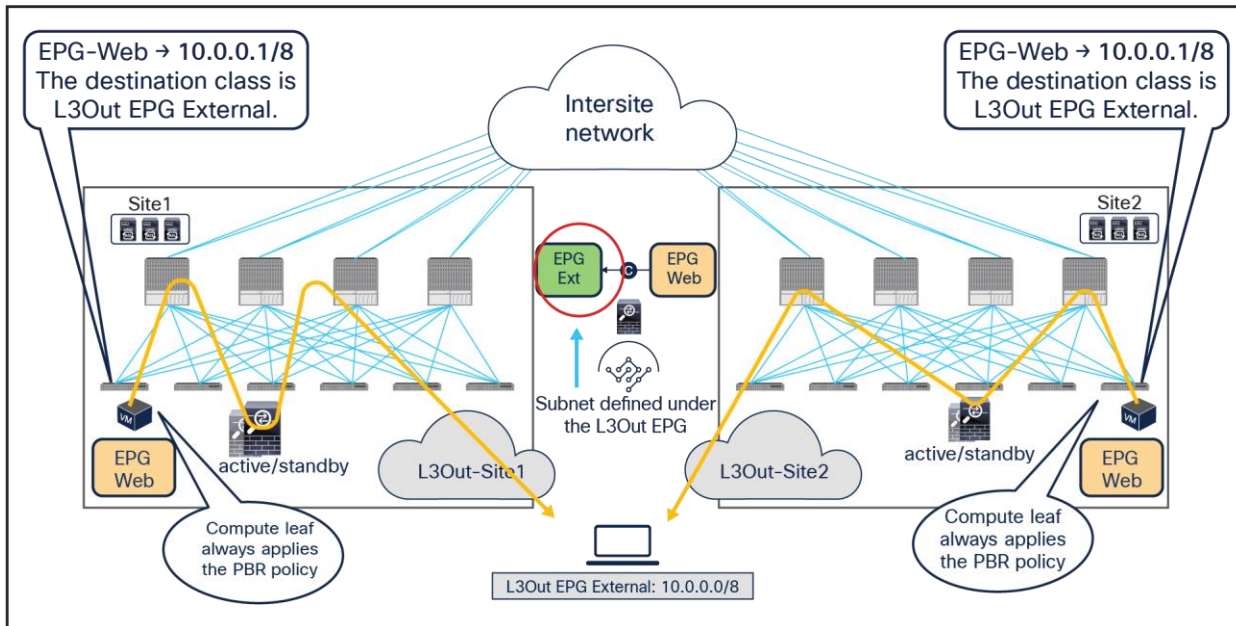 EPG-Web → 10.0.0.1/8
The destination class is
L3Out EPG External.
EPG-Web → 10.0.0.1/8
The destination class is
L3Out EPG External.
Intersite
network
Site1
Site2
EPG
Ext
C
EPG
Web
Subnet defined under
the L3Out EPG
VM
EPG
Web
active/standby
L3Out-Site1
L3Out-Site2
active/standby
VM
EPG
Web
Compute leaf
always applies
the PBR policy
Compute leaf
always applies
the PBR policy
L3Out EPG External: 10.0.0.0/8